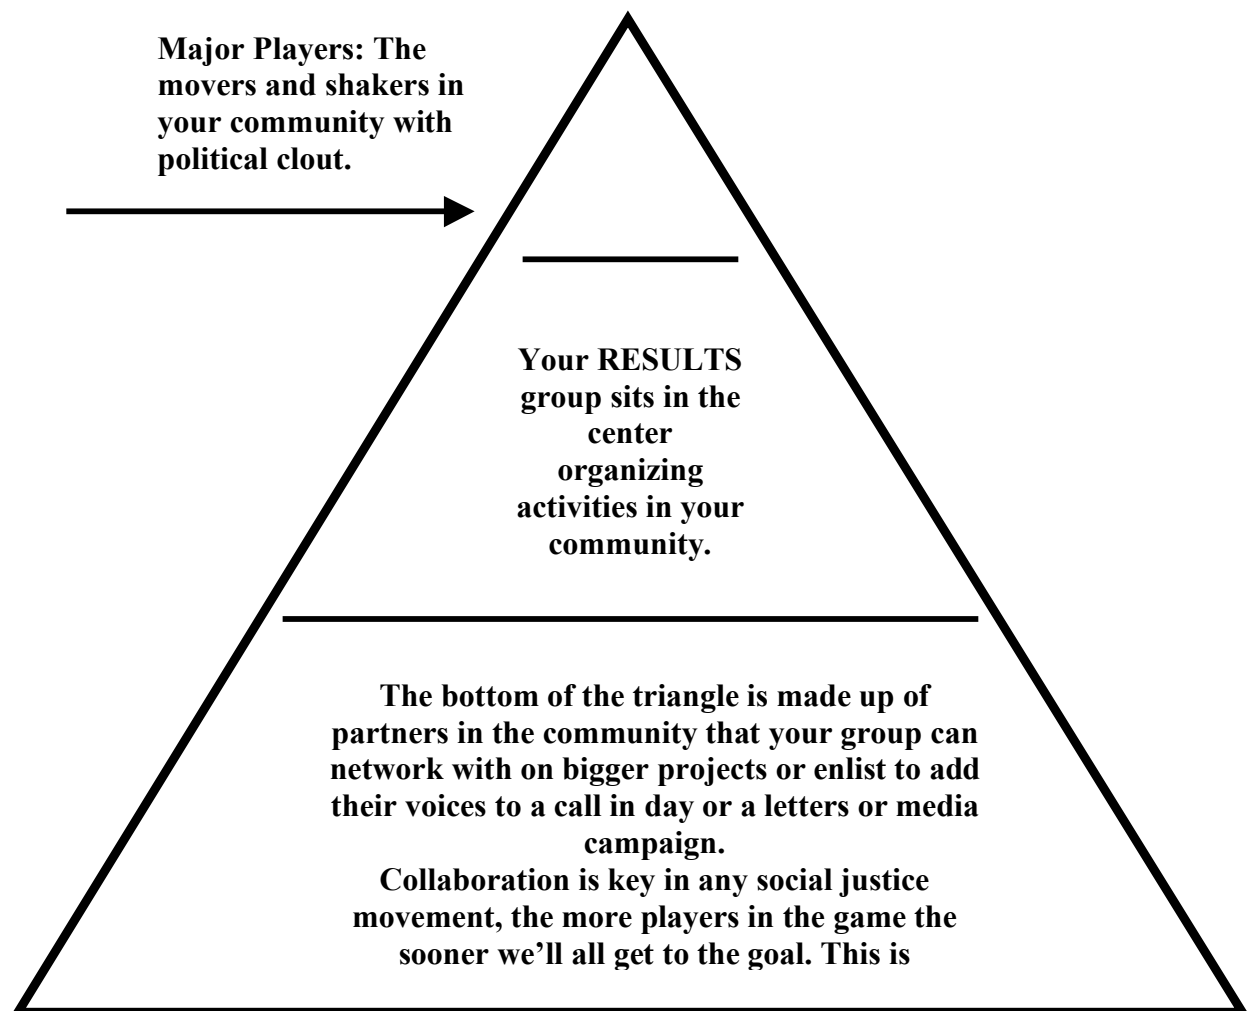 Major Players: The
movers and shakers in
your community with
political clout.
Your RESULTS
group sits in the
center
organizing
activities in your
community.
The bottom of the triangle is made up of
partners in the community that your group can
network with on bigger projects or enlist to add
their voices to a call in day or a letters or media
campaign.
Collaboration is key in any social justice
movement, the more players in the game the
sooner we’ll all get to the goal. This is